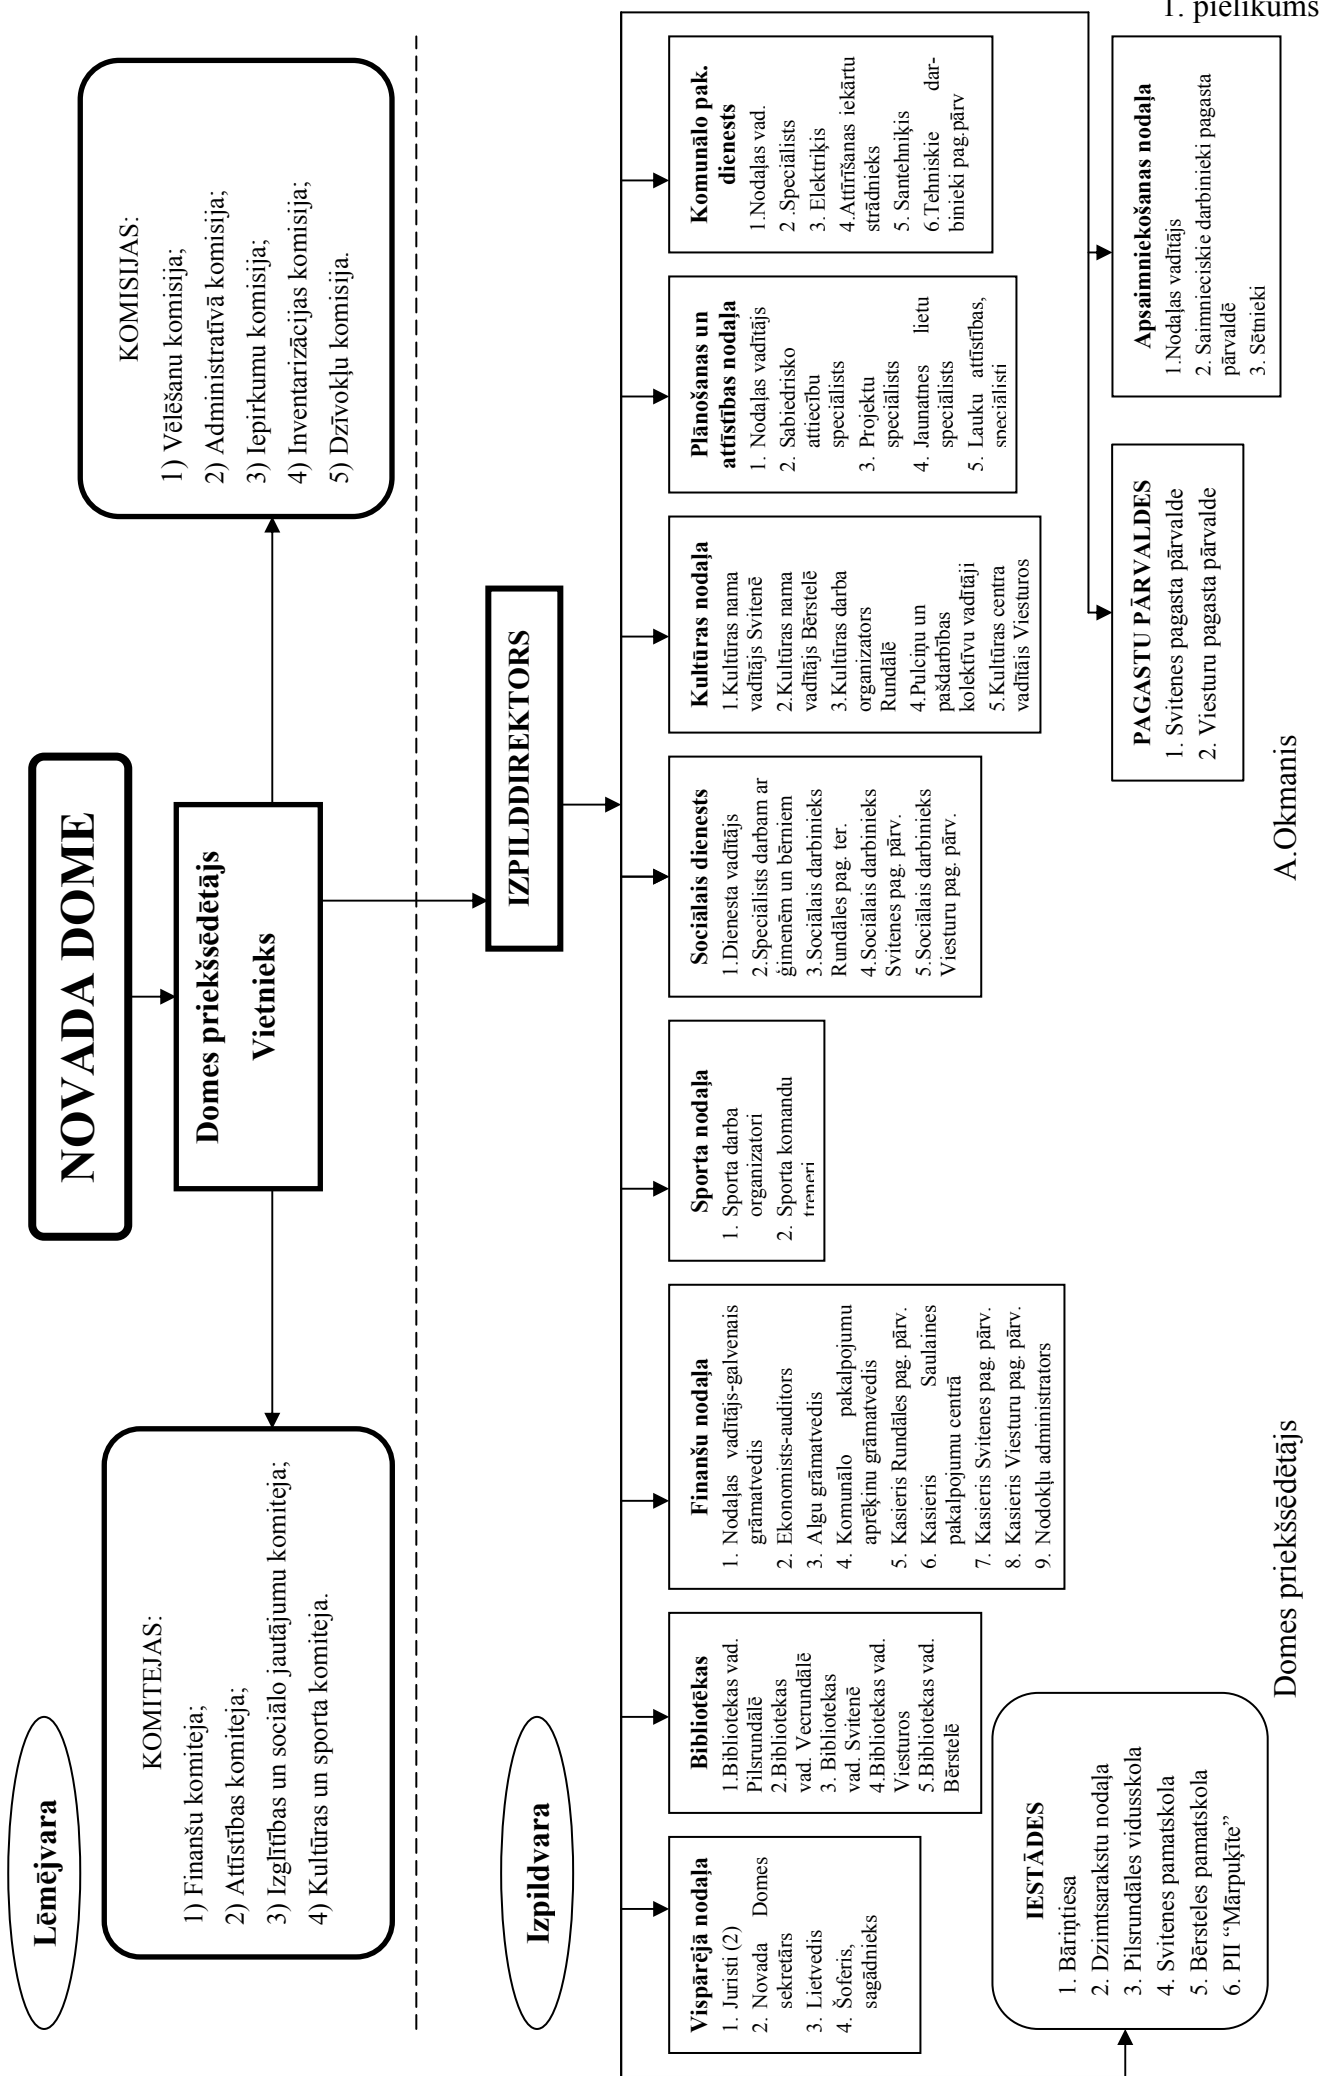 1. pielikums
Lēmējvara
NOVADA DOME
Domes priekšsēdētājs
Vietnieks
KOMITEJAS:
1) Finanšu komiteja;
2) Attīstības komiteja;
3) Izglītības un sociālo jautājumu komiteja;
4) Kultūras un sporta komiteja.
KOMISIJAS:
1) Vēlēšanu komisija;
2) Administratīvā komisija;
3) Iepirkumu komisija;
4) Inventarizācijas komisija;
5) Dzīvokļu komisija.
Izpildvara
IZPILDDIREKTORS
Vispārējā nodaļa
1. Juristi (2)
2. Novada Domes
sekretārs
3. Lietvedis
4. Šoferis,
sagādnieks
Bibliotēkas
1.Bibliotekas vad.
Pilsrundālē
2.Bibliotekas
vad. Vecrundālē
3. Bibliotekas
vad. Svitenē
4.Bibliotekas vad.
Viesturos
5.Bibliotekas vad.
Bērstelē
Finanšu nodaļa
1. Nodaļas vadītājs-galvenais
grāmatvedis
2. Ekonomists-auditors
3. Algu grāmatvedis
4. Komunālo pakalpojumu
aprēķinu grāmatvedis
5. Kasieris Rundāles pag. pārv.
6. Kasieris Saulaines
pakalpojumu centrā
7. Kasieris Svitenes pag. pārv.
8. Kasieris Viesturu pag. pārv.
9. Nodokļu administrators
Sporta nodaļa
1. Sporta darba
organizatori
2. Sporta komandu
treneri
Sociālais dienests
1.Dienesta vadītājs
2.Speciālists darbam ar
ģimenēm un bērniem
3.Sociālais darbinieks
Rundāles pag. ter.
4.Sociālais darbinieks
Svitenes pag. pārv.
5.Sociālais darbinieks
Viesturu pag. pārv.
Kultūras nodaļa
1.Kultūras nama
vadītājs Svitenē
2.Kultūras nama
vadītājs Bērstelē
3.Kultūras darba
organizators
Rundālē
4.Pulciņu un
pašdarbības
kolektīvu vadītāji
5.Kultūras centra
vadītājs Viesturos
Plānošanas un
attīstības nodaļa
1. Nodaļas vadītājs
2. Sabiedrisko
attiecību
speciālists
3. Projektu
speciālists
4. Jaunatnes lietu
speciālists
5. Lauku attīstības,
speciālisti
Komunālo pak.
dienests
1.Nodaļas vad.
2 .Speciālists
3. Elektriķis
4.Attīrīšanas iekārtu
strādnieks
5. Santehniķis
6.Tehniskie dar-
binieki pag.pārv
IESTĀDES
1. Bāriņtiesa
2. Dzimtsarakstu nodaļa
3. Pilsrundāles vidusskola
4. Svitenes pamatskola
5. Bērsteles pamatskola
6. PII “Mārpuķīte”
PAGASTU PĀRVALDES
1. Svitenes pagasta pārvalde
2. Viesturu pagasta pārvalde
Apsaimniekošanas nodaļa
1.Nodaļas vadītājs
2. Saimnieciskie darbinieki pagasta
pārvaldē
3. Sētnieki
Domes priekšsēdētājs A.Okmanis